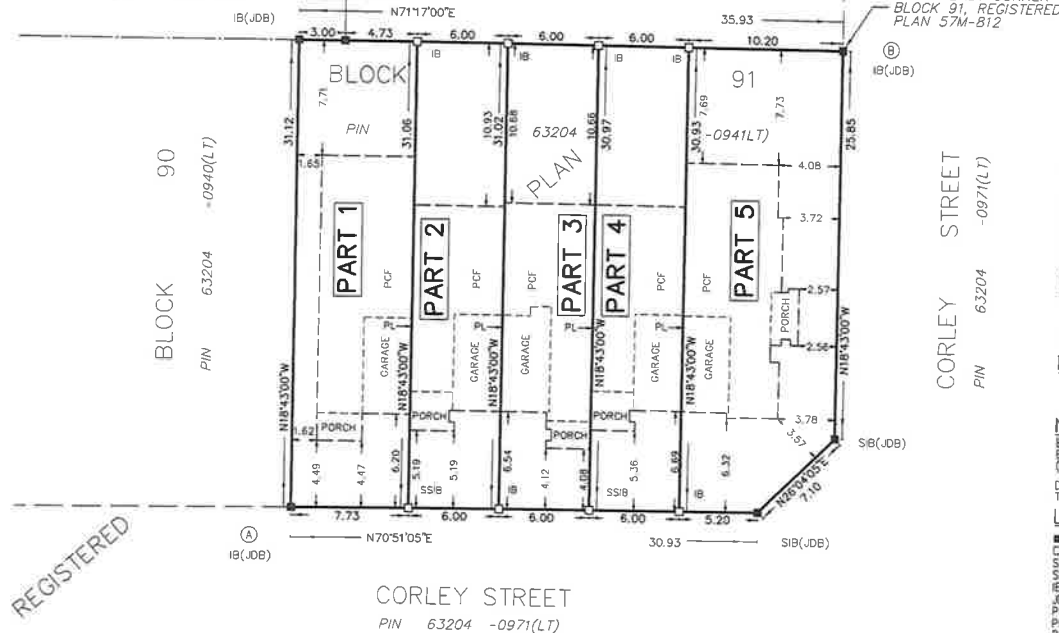 BLOCK 91, REGISTERED
PLAN 57M-812
IB(JDB)
N71°17'00"E
35.93
3.00
4.73
6.00
6.00
6.00
10.20
IB
IB
IB
IB
Ⓑ
IB(JDB)
BLOCK
91
7.71
PIN
63204
-0941LT)
PLAN
31.12
31.06
10.93
31.02
10.68
10.66
30.97
30.93
7.69
7.73
25.85
1.65
4.08
3.72
2.57
2.56
3.78
3.57
BLOCK 90
PIN 63204 -0940(LT)
PART 1
PART 2
PART 3
PART 4
PART 5
PCF
PCF
PCF
PCF
PCF
PL
PL
PL
PL
GARAGE
GARAGE
GARAGE
GARAGE
GARAGE
PORCH
PORCH
PORCH
PORCH
PORCH
N18°43'00"W
N18°43'00"W
N18°43'00"W
N18°43'00"W
N18°43'00"W
N18°43'00"W
CORLEY STREET
PIN 63204 -0971(LT)
1.62
4.49
4.47
6.20
5.19
5.19
6.54
4.12
4.08
5.36
6.69
6.32
SSIB
IB
SSIB
IB
SIB(JDB)
N26°04'05"E
7.10
7.73
6.00
6.00
6.00
5.20
Ⓐ
IB(JDB)
N70°51'05"E
30.93
SIB(JDB)
REGISTERED
CORLEY STREET
PIN 63204 -0971(LT)